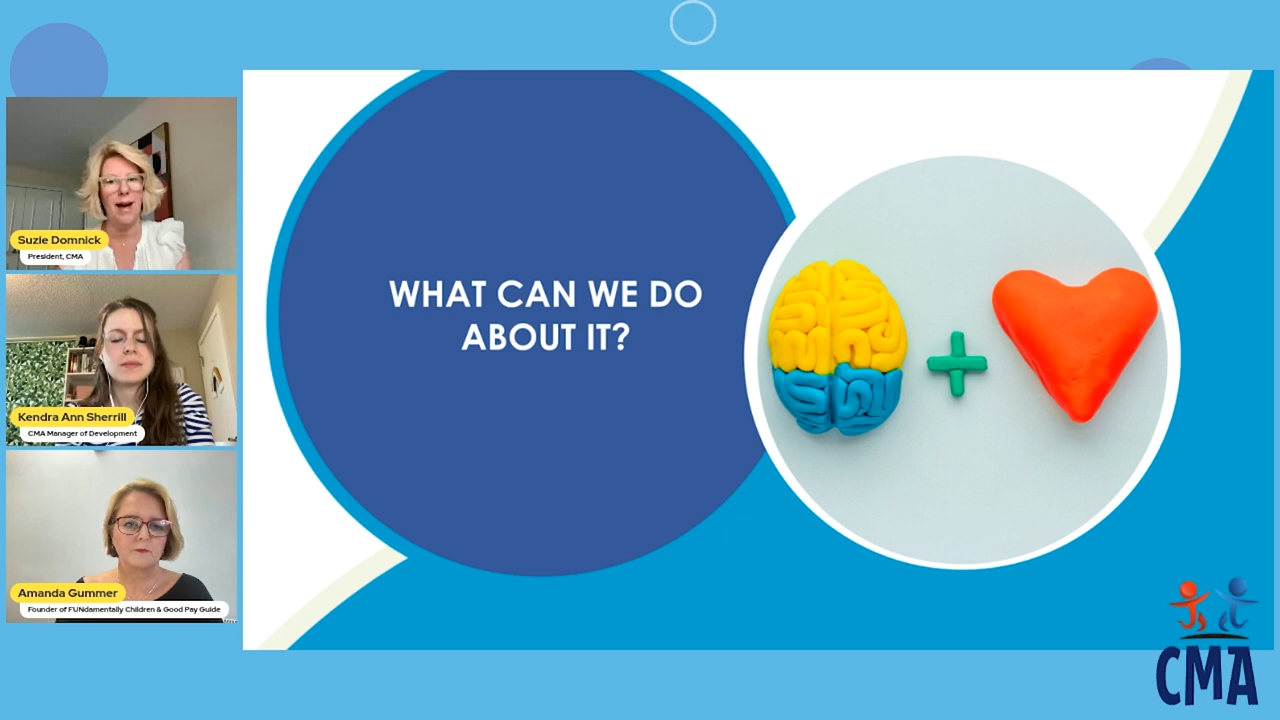 Suzie Domnick
President, CMA
WHAT CAN WE DO
ABOUT IT?
Kendra Ann Sherrill
CMA Manager of Development
Amanda Gummer
Founder of FUNdamentally Children & Good Pay Guide
CMA